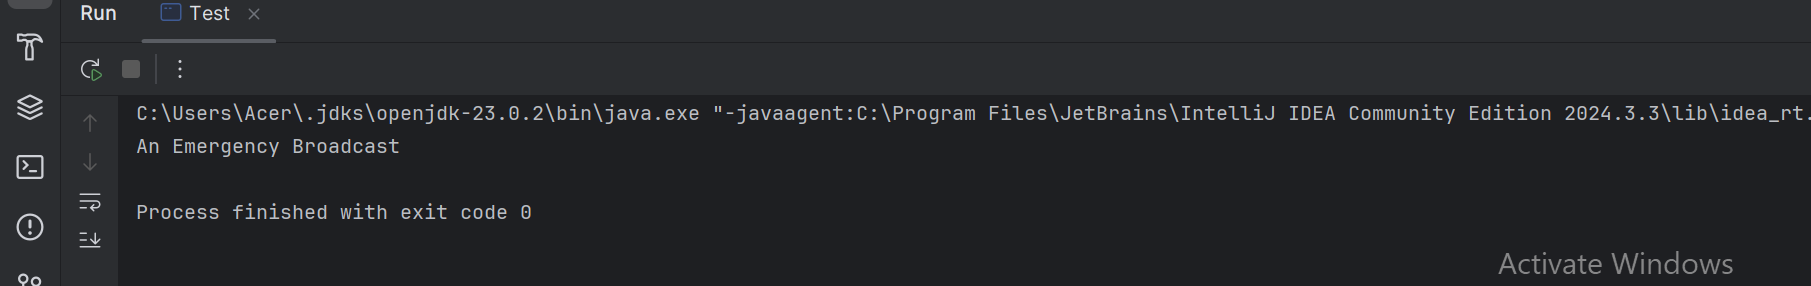 Run Test
C:\Users\Acer\.jdks\openjdk-23.0.2\bin\java.exe "-javaagent:C:\Program Files\JetBrains\IntelliJ IDEA Community Edition 2024.3.3\lib\idea_rt.
An Emergency Broadcast
Process finished with exit code 0
Activate Windows